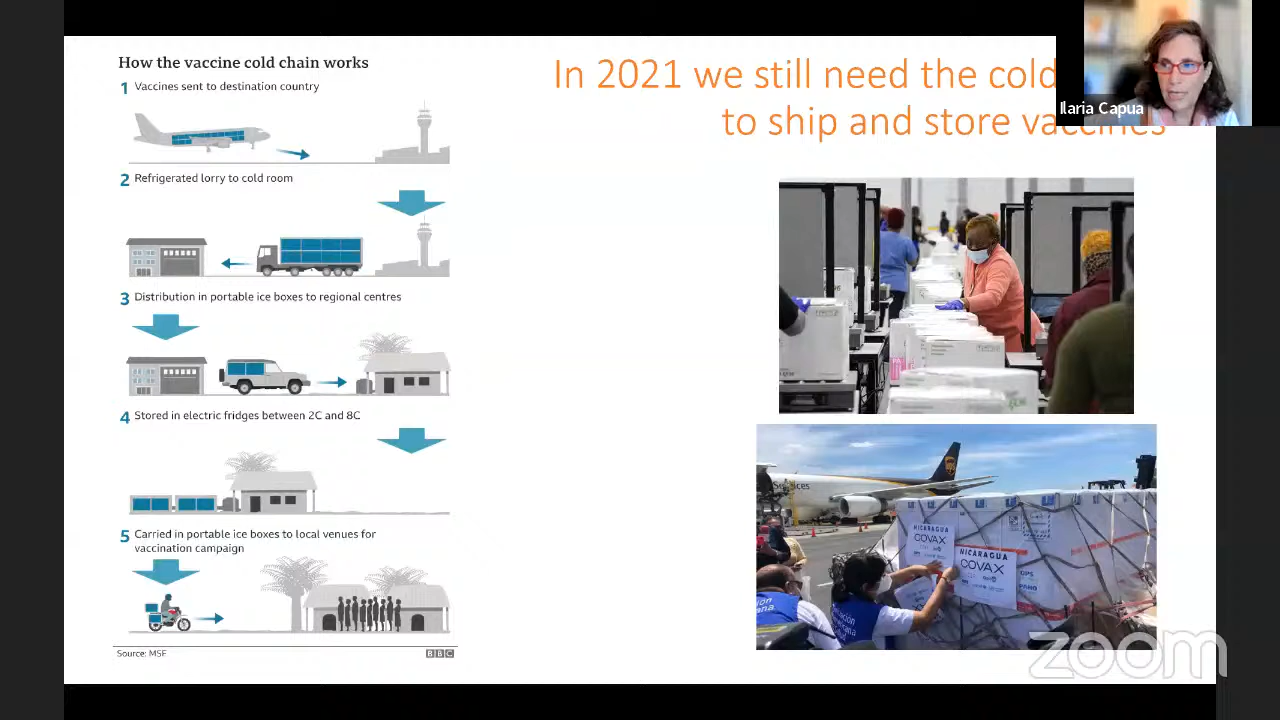 How the vaccine cold chain works
1 Vaccines sent to destination country
2 Refrigerated lorry to cold room
3 Distribution in portable ice boxes to regional centres
4 Stored in electric fridges between 2C and 8C
5 Carried in portable ice boxes to local venues for
vaccination campaign
Source: MSF
BBC
In 2021 we still need the cold
to ship and store vaccines
Ilaria Capua
NICARAGUA
COVAX
NICARAGUA
COVAX
OPS
zoom